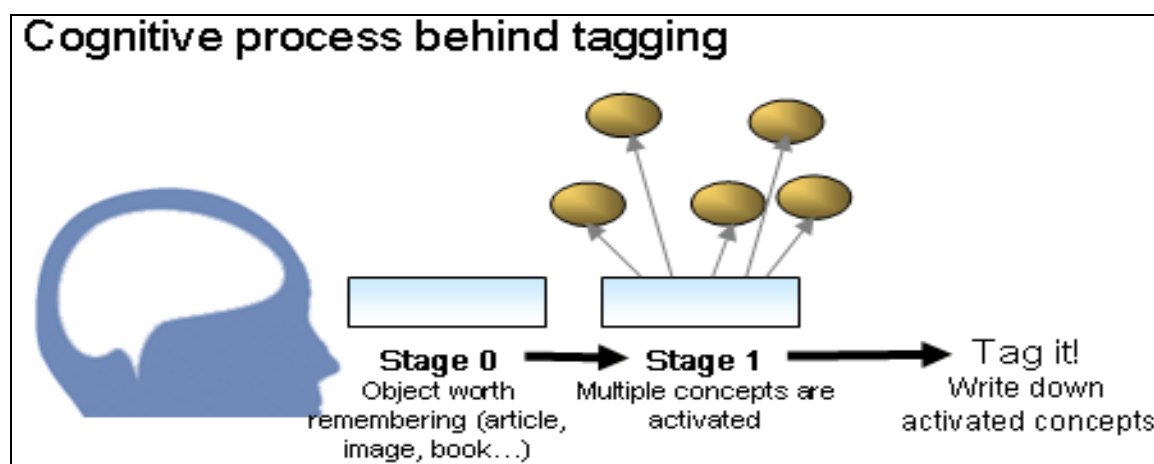 Cognitive process behind tagging
Stage 0
Object worth
remembering (article,
image, book...)
Stage 1
Multiple concepts are
activated
Tag it!
Write down
activated concepts